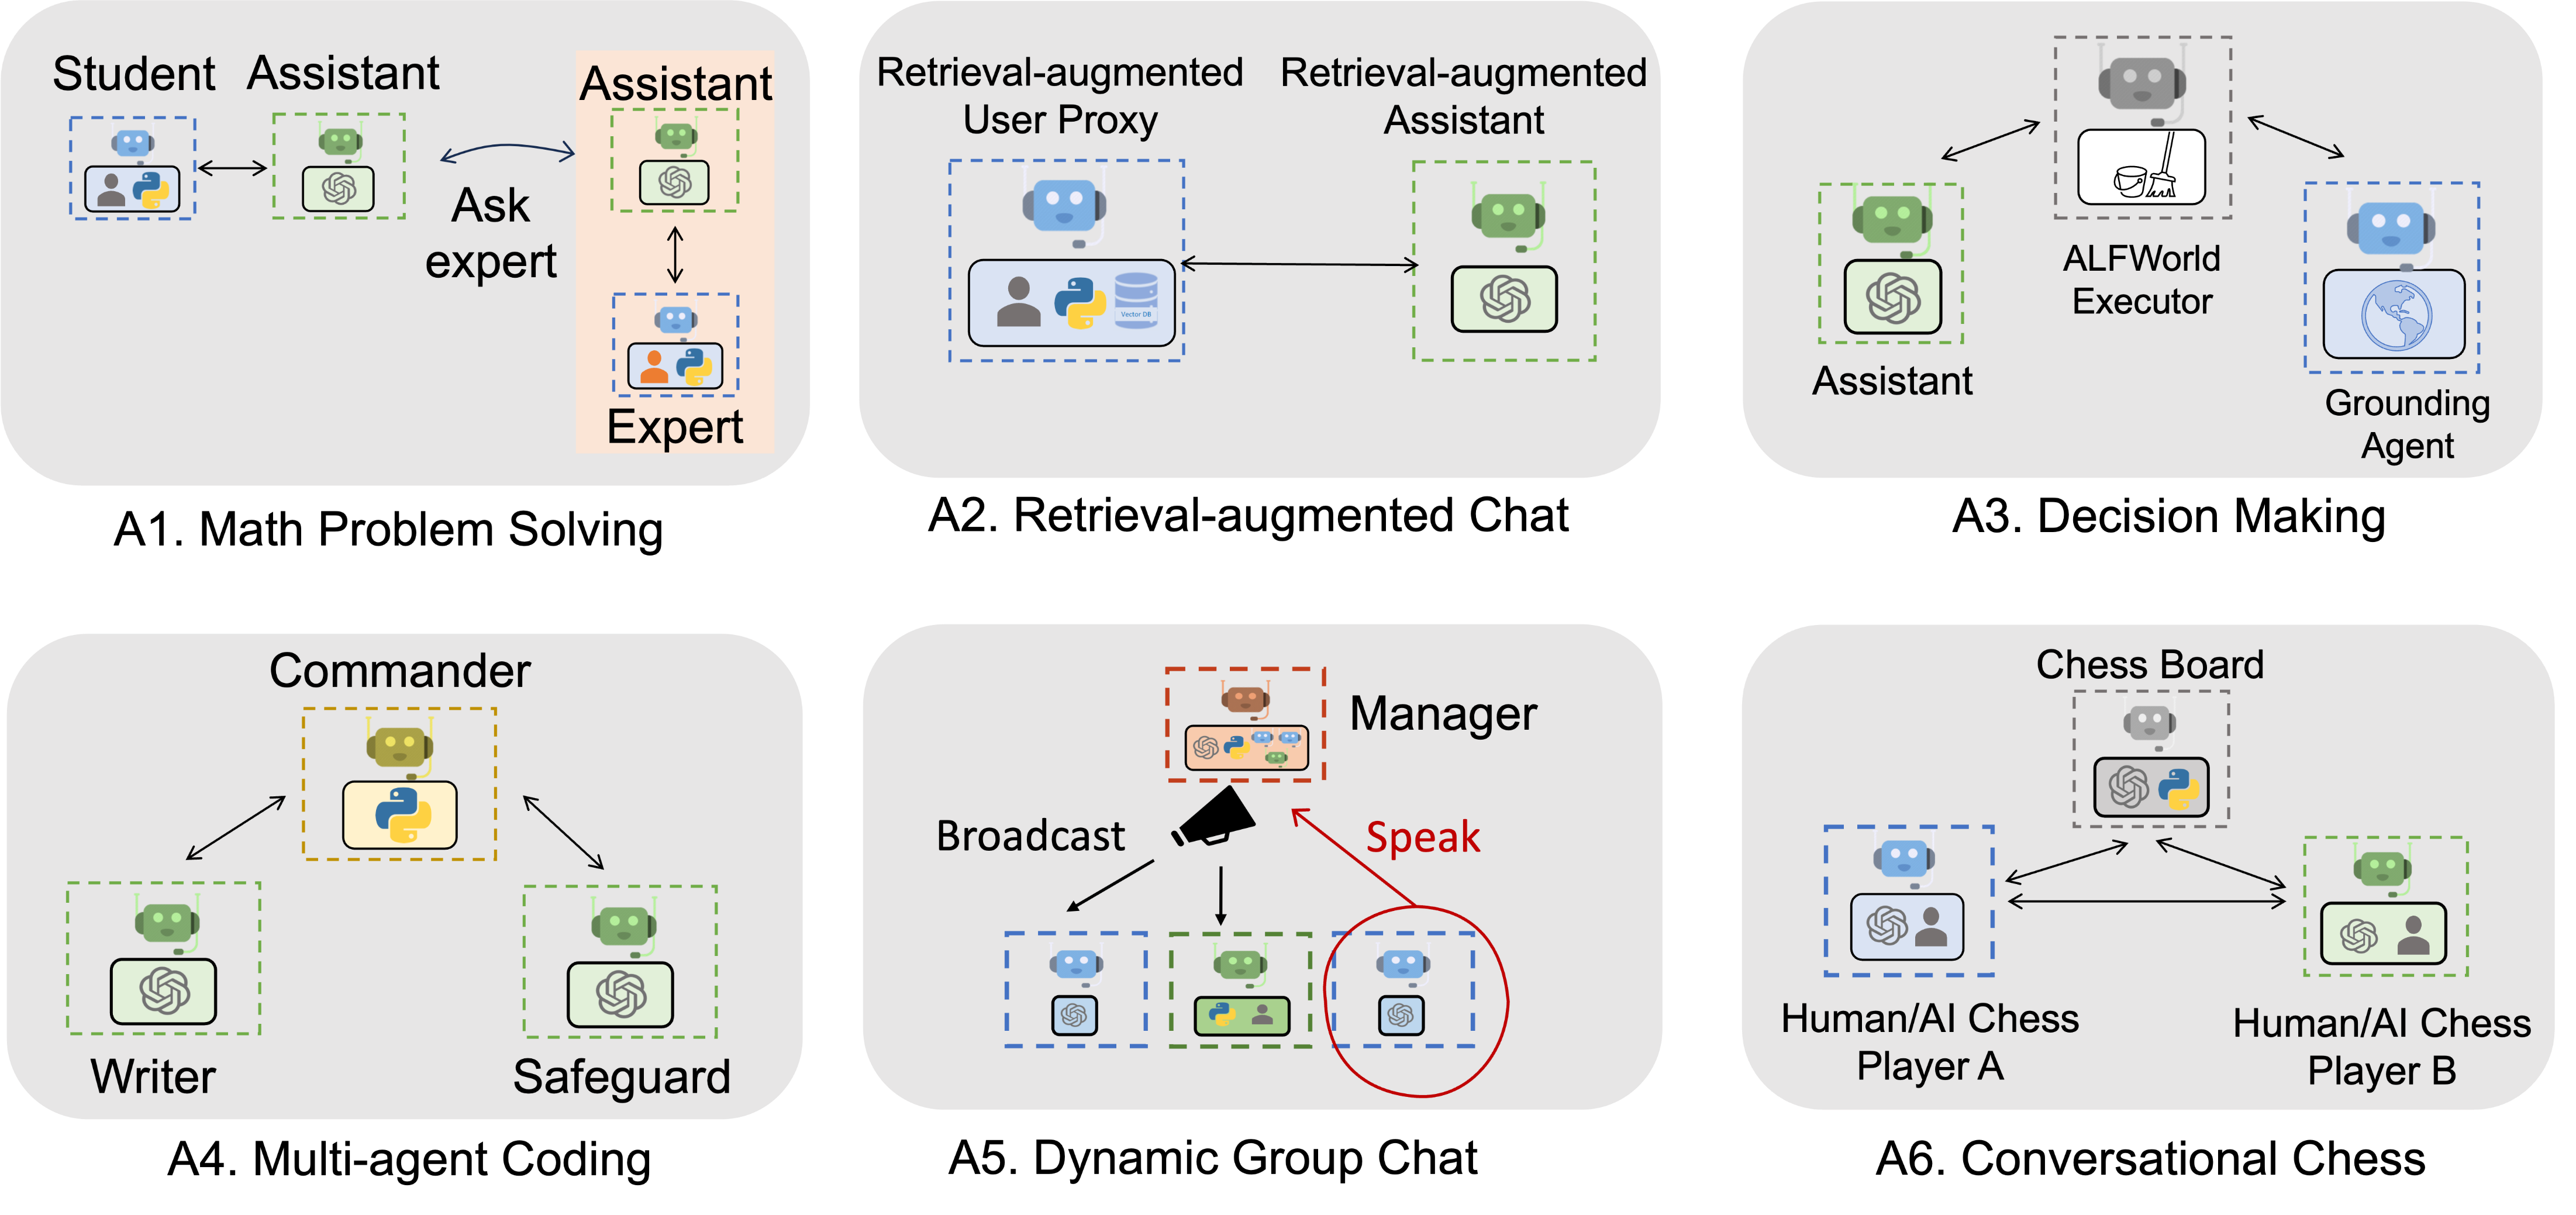 Student
Assistant
Assistant
Ask
expert
Expert
A1. Math Problem Solving
Retrieval-augmented
User Proxy
Retrieval-augmented
Assistant
Vector DB
A2. Retrieval-augmented Chat
ALFWorld
Executor
Assistant
Grounding
Agent
A3. Decision Making
Commander
Writer
Safeguard
A4. Multi-agent Coding
Manager
Broadcast
Speak
A5. Dynamic Group Chat
Chess Board
Human/AI Chess
Player A
Human/AI Chess
Player B
A6. Conversational Chess